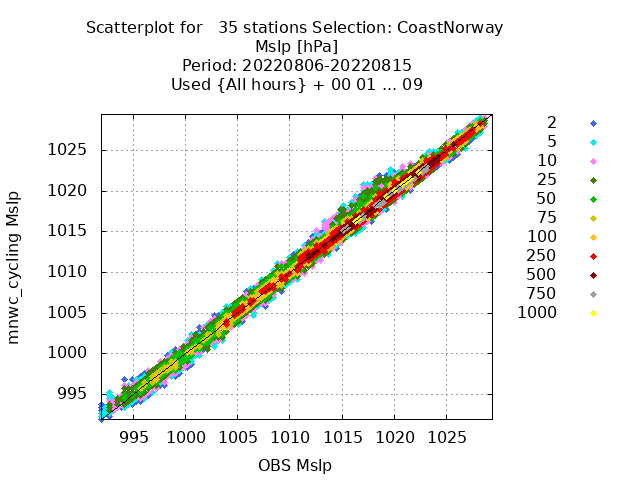 Scatterplot for   35 stations Selection: CoastNorway
Mslp [hPa]
Period: 20220806-20220815
Used {All hours} + 00 01 ... 09
mnwc_cycling Mslp
1025
1020
1015
1010
1005
1000
995
995 1000 1005 1010 1015 1020 1025
OBS Mslp
2
5
10
25
50
75
100
250
500
750
1000